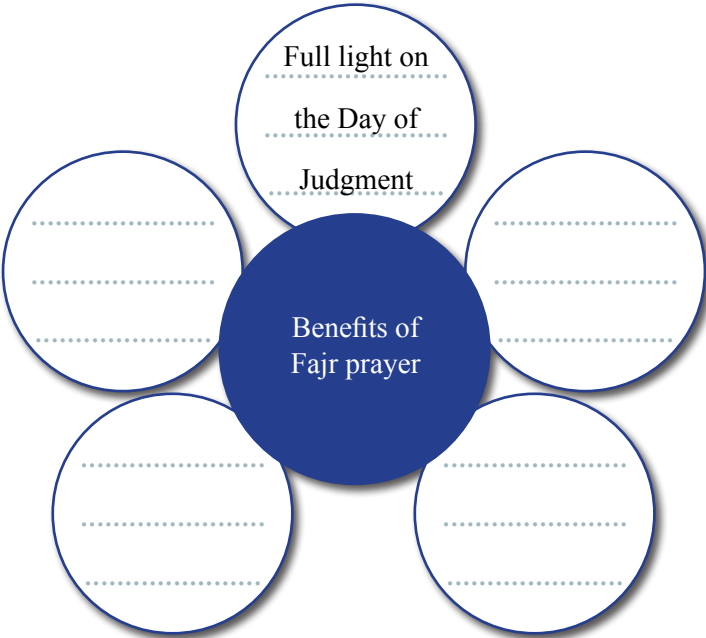 Full light on
the Day of
Judgment
Benefits of
Fajr prayer